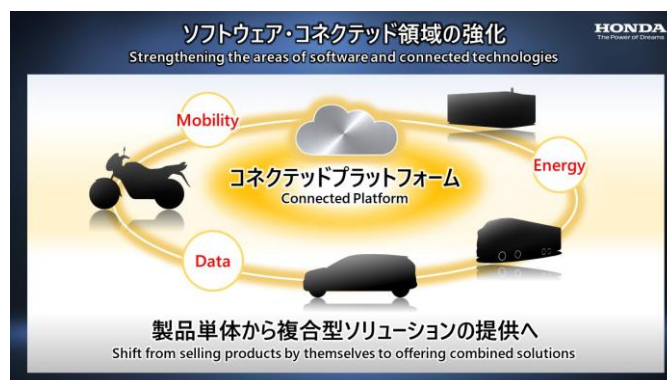 ソフトウェア・コネクテッド領域の強化
Strengthening the areas of software and connected technologies
HONDA
The Power of Dreams
Mobility
コネクテッドプラットフォーム
Connected Platform
Energy
Data
製品単体から複合型ソリューションの提供へ
Shift from selling products by themselves to offering combined solutions